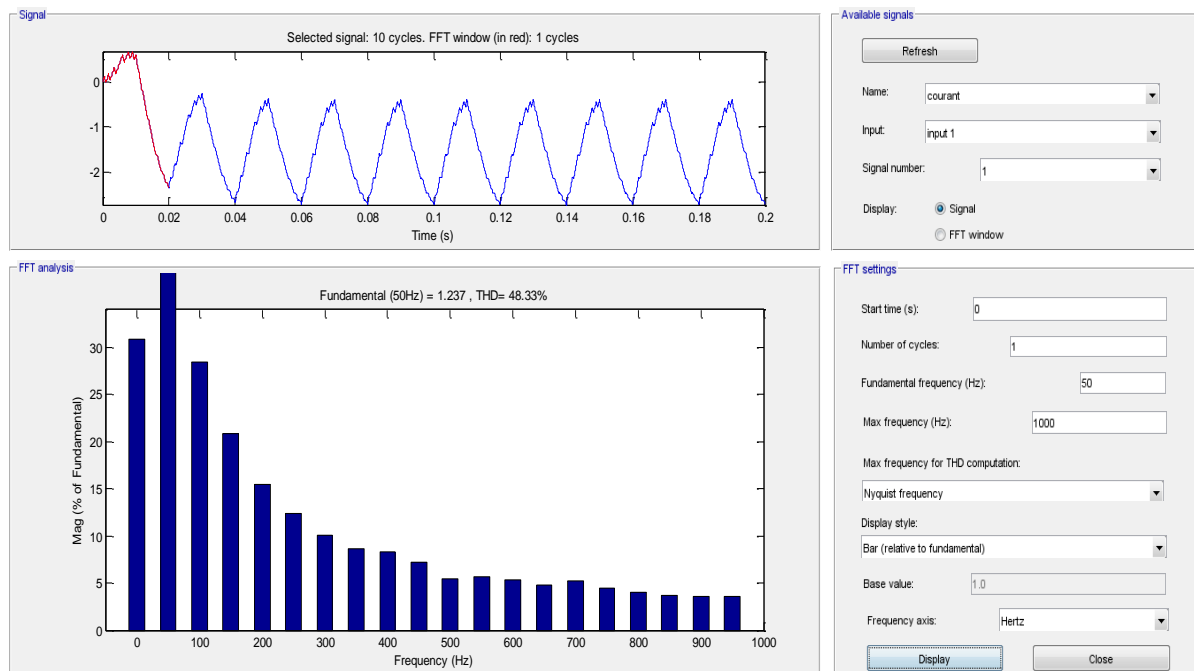 Signal
Selected signal: 10 cycles. FFT window (in red): 1 cycles
0
-1
-2
0 0.02 0.04 0.06 0.08 0.1 0.12 0.14 0.16 0.18 0.2
Time (s)
Available signals
Refresh
Name: courant
Input: input 1
Signal number: 1
Display: Signal
FFT window
FFT analysis
Fundamental (50Hz) = 1.237 , THD= 48.33%
Mag (% of Fundamental)
30
25
20
15
10
5
0
0 100 200 300 400 500 600 700 800 900 1000
Frequency (Hz)
FFT settings
Start time (s): 0
Number of cycles: 1
Fundamental frequency (Hz): 50
Max frequency (Hz): 1000
Max frequency for THD computation:
Nyquist frequency
Display style:
Bar (relative to fundamental)
Base value: 1.0
Frequency axis: Hertz
Display Close